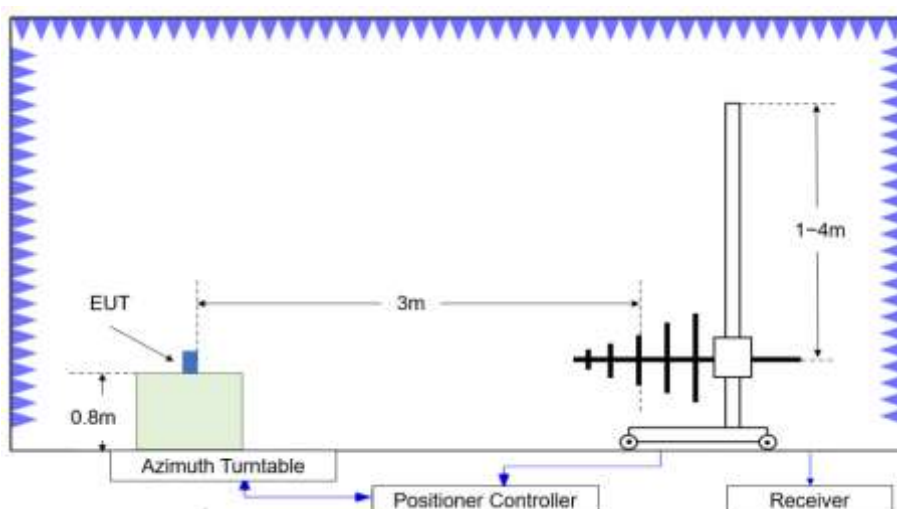 1-4m
EUT
3m
0.8m
Azimuth Turntable
Positioner Controller
Receiver